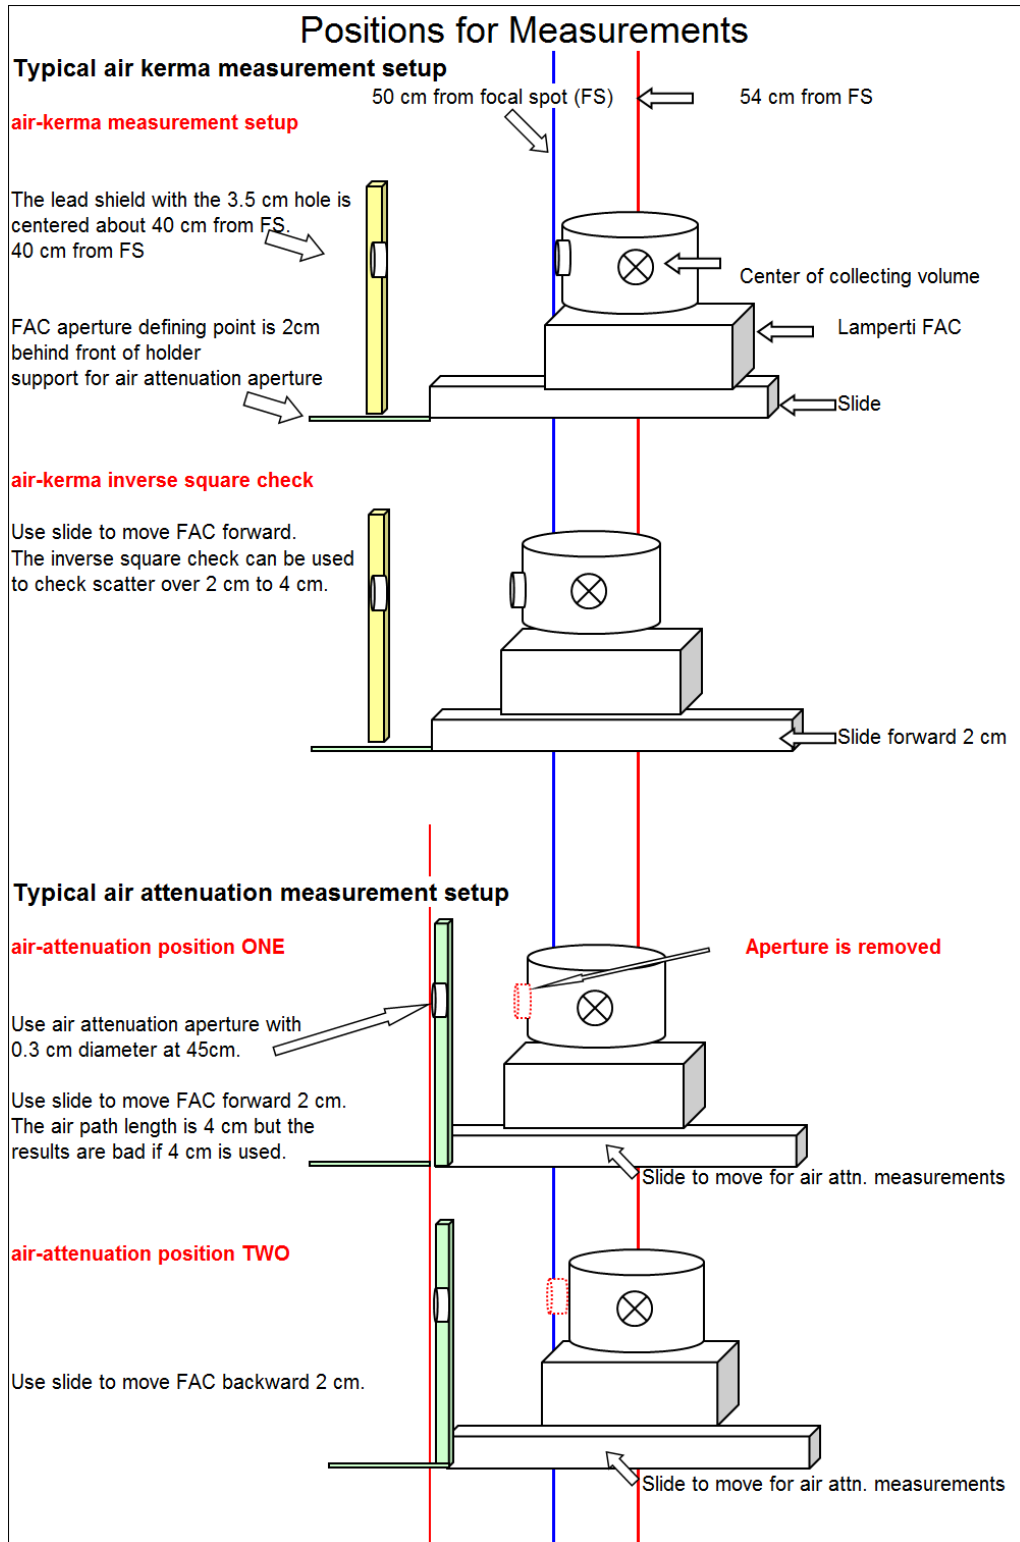 Positions for Measurements
Typical air kerma measurement setup
50 cm from focal spot (FS)
54 cm from FS
air-kerma measurement setup
The lead shield with the 3.5 cm hole is
centered about 40 cm from FS.
40 cm from FS
Center of collecting volume
FAC aperture defining point is 2cm
behind front of holder
support for air attenuation aperture
Lamperti FAC
Slide
air-kerma inverse square check
Use slide to move FAC forward.
The inverse square check can be used
to check scatter over 2 cm to 4 cm.
Slide forward 2 cm
Typical air attenuation measurement setup
air-attenuation position ONE
Aperture is removed
Use air attenuation aperture with
0.3 cm diameter at 45cm.
Use slide to move FAC forward 2 cm.
The air path length is 4 cm but the
results are bad if 4 cm is used.
Slide to move for air attn. measurements
air-attenuation position TWO
Use slide to move FAC backward 2 cm.
Slide to move for air attn. measurements